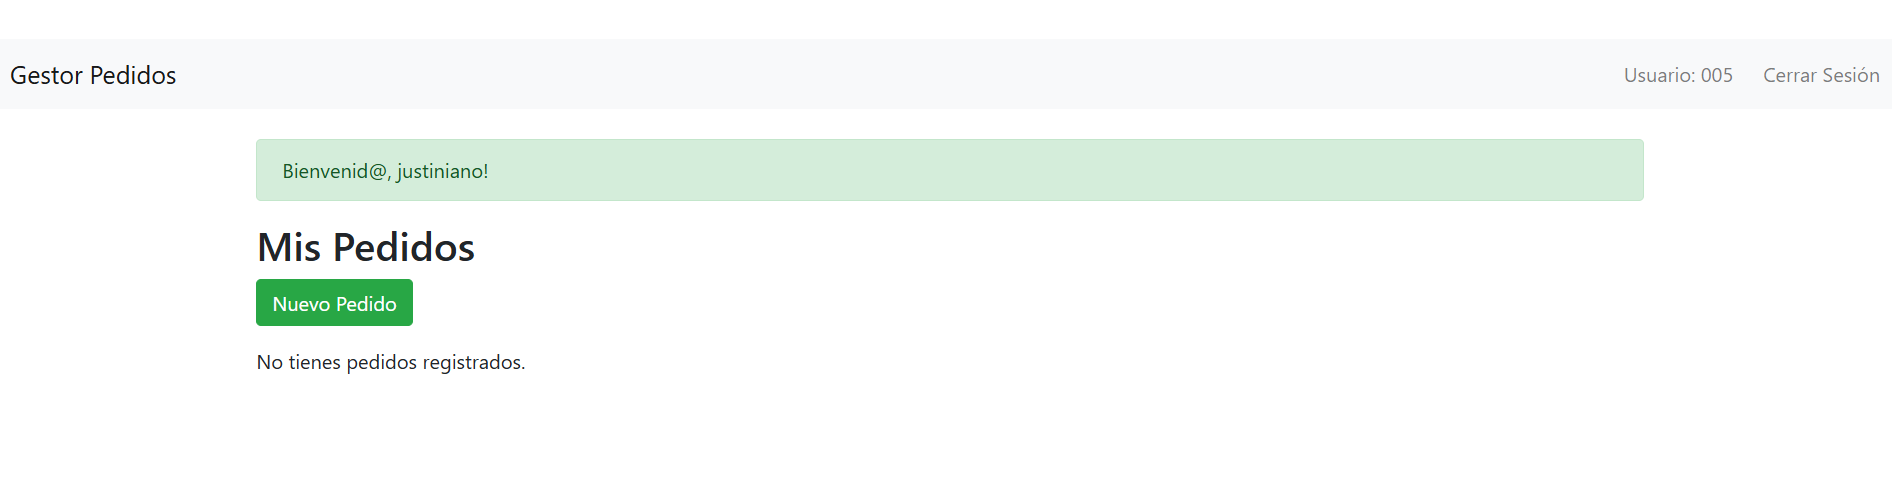 Gestor Pedidos Usuario: 005 Cerrar Sesión
Bienvenid@, justiniano!
Mis Pedidos
Nuevo Pedido
No tienes pedidos registrados.